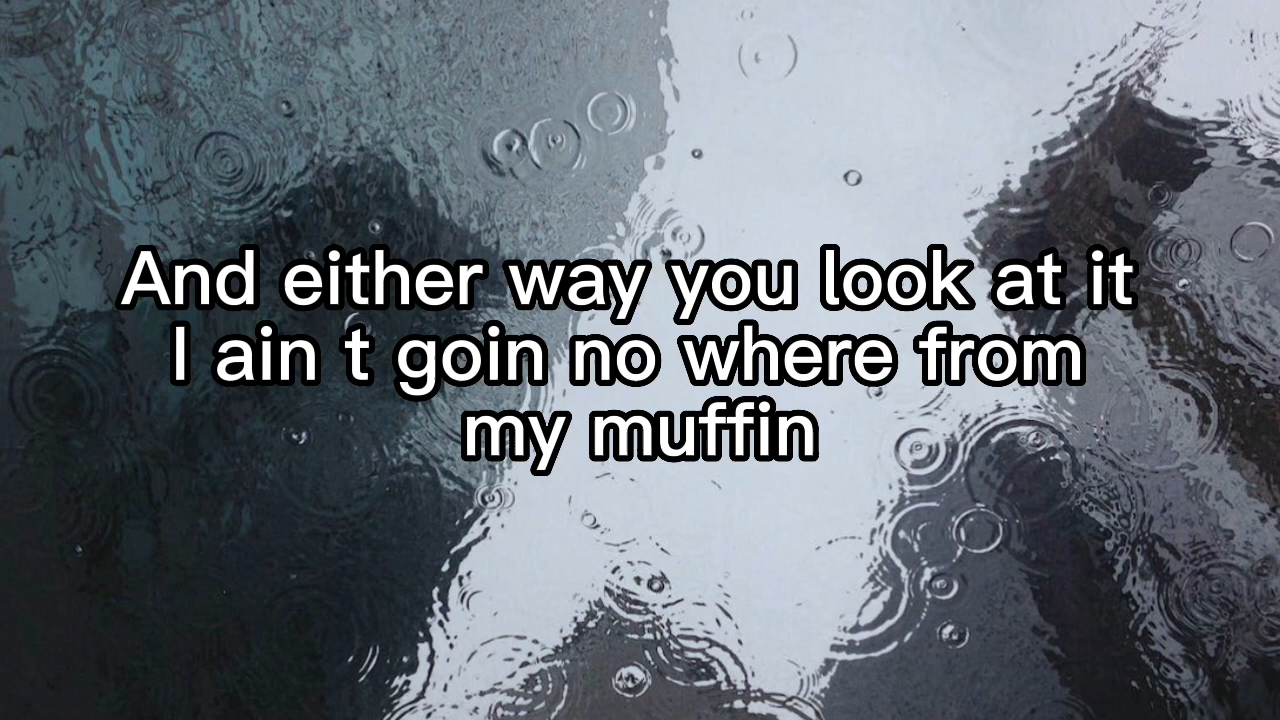 And either way you look at it
I ain t goin no where from
my muffin